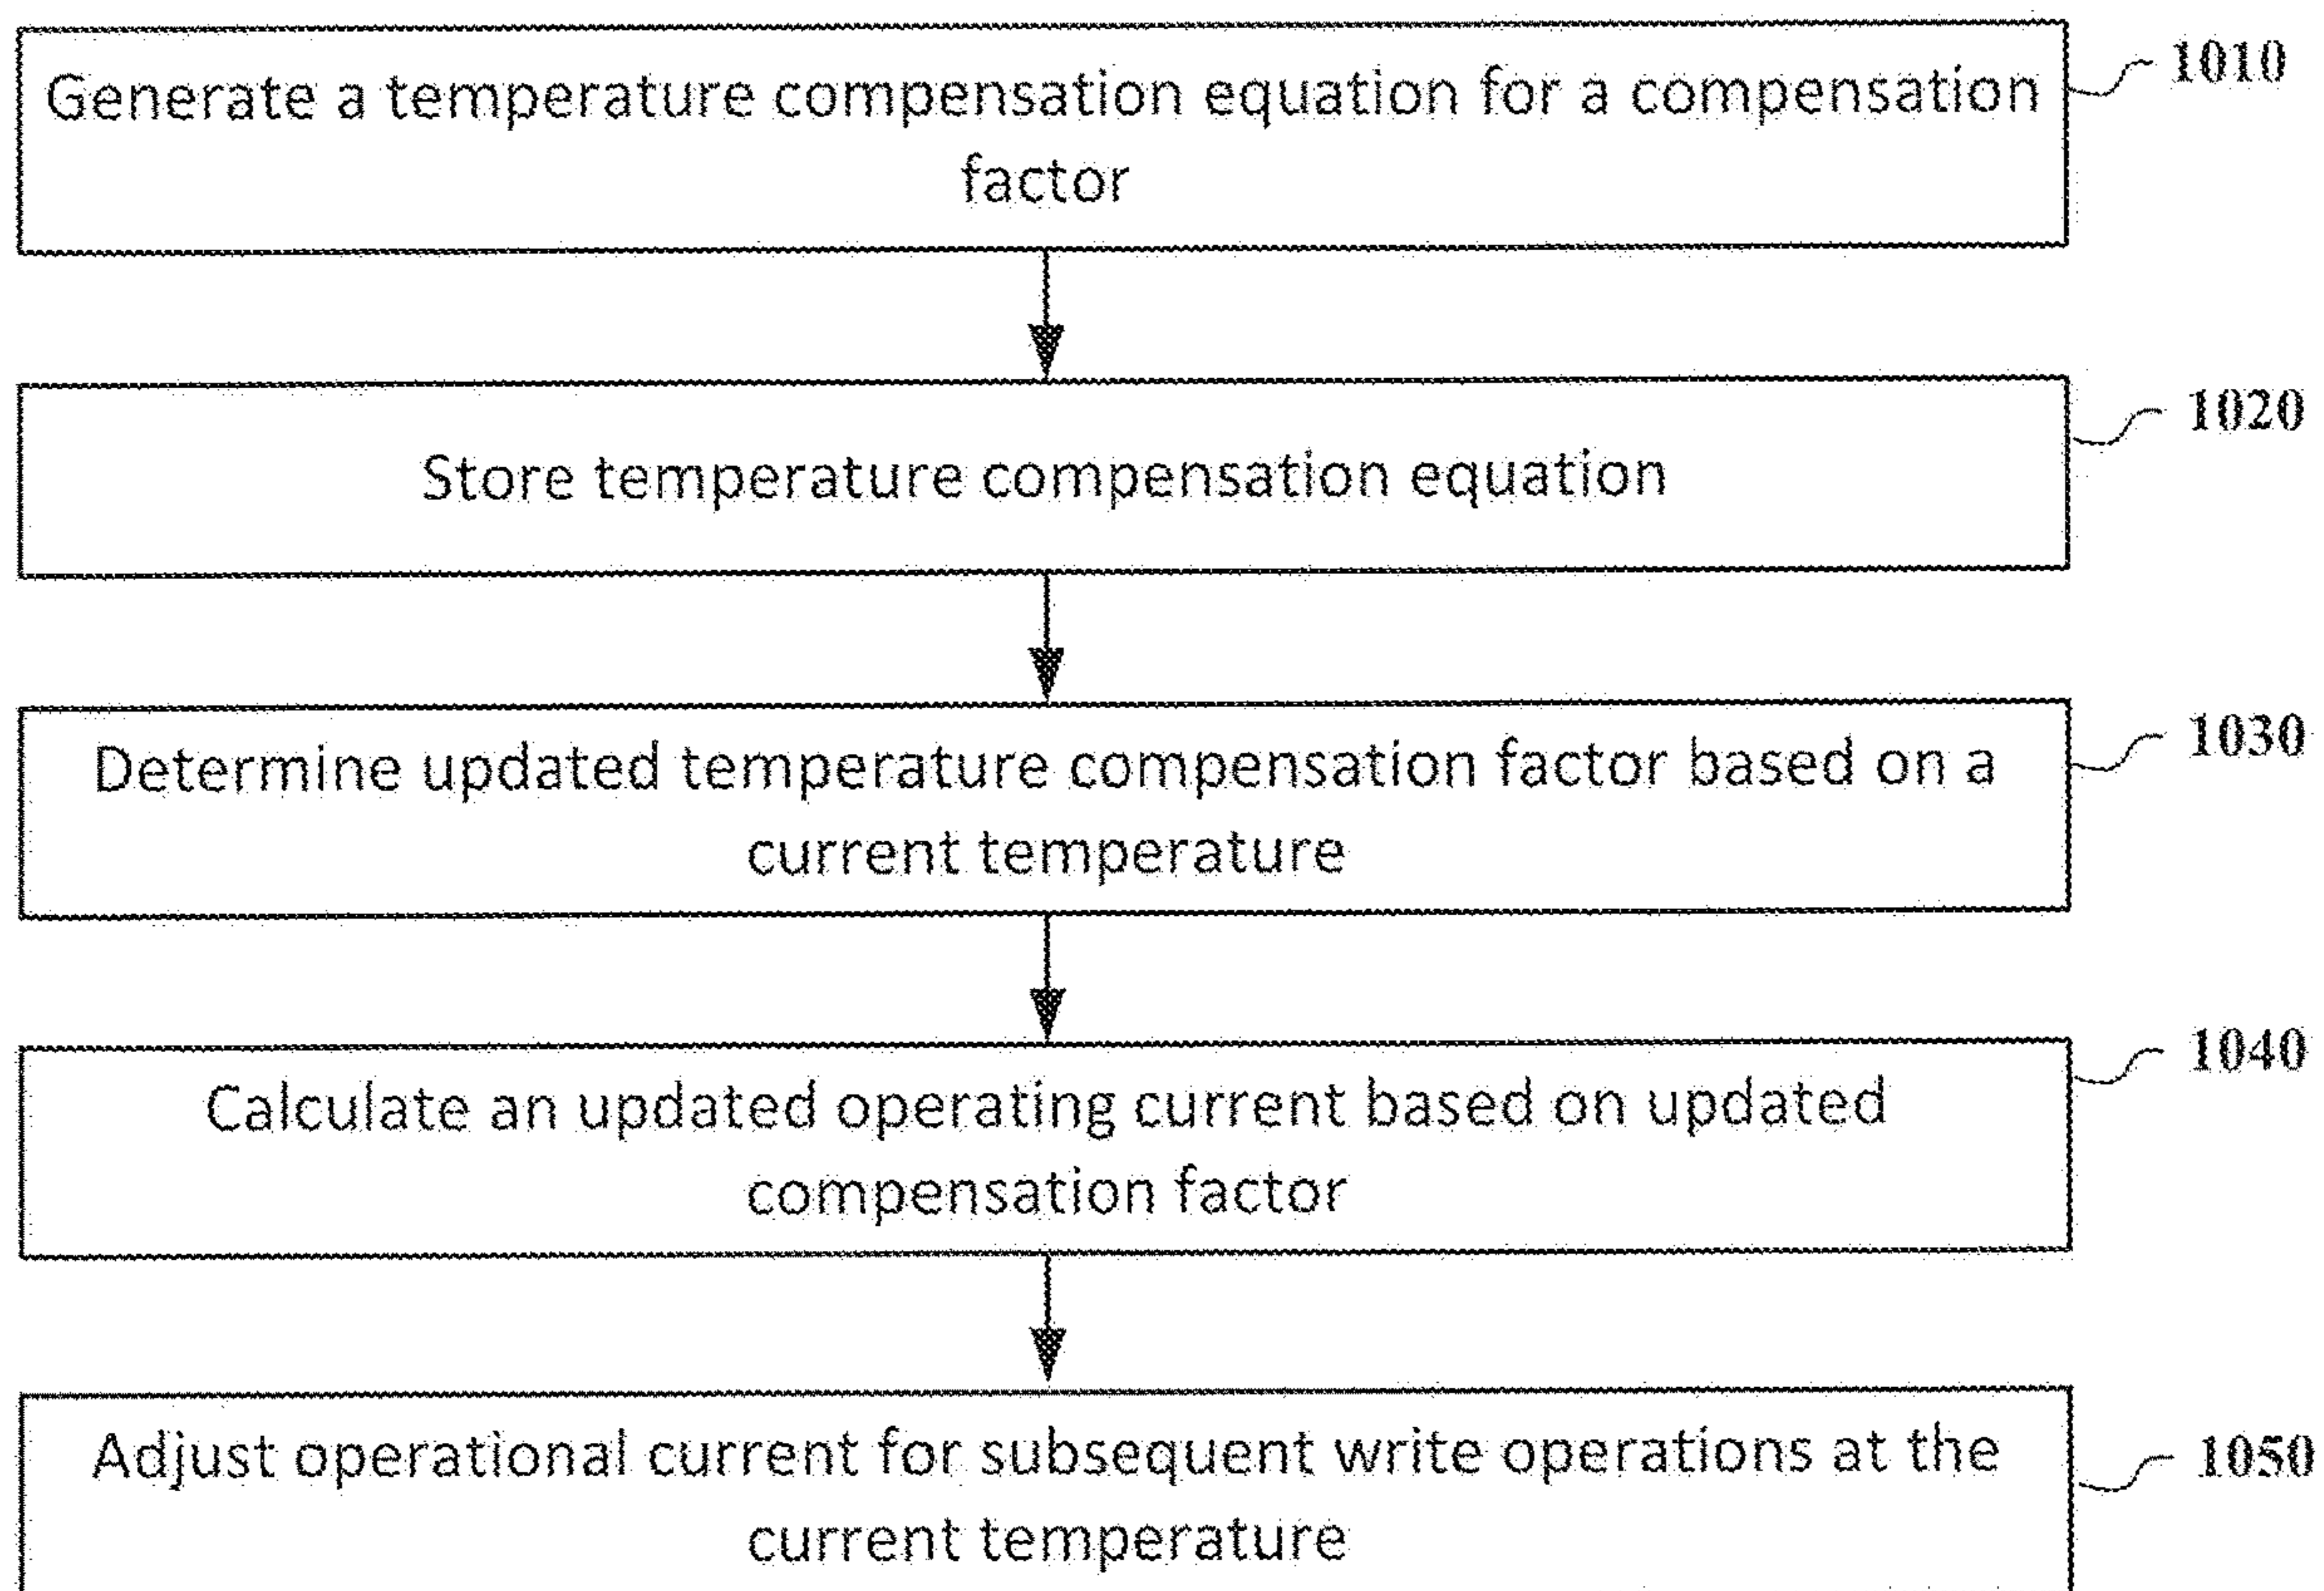 Generate a temperature compensation equation for a compensation
factor
1010
Store temperature compensation equation
1020
Determine updated temperature compensation factor based on a
current temperature
1030
Calculate an updated operating current based on updated
compensation factor
1040
Adjust operational current for subsequent write operations at the
current temperature
1050